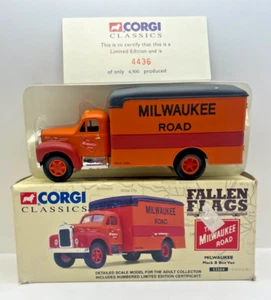 CORGI
CLASSICS
This is to certify that this is a
Limited Edition and is
4436
of only 4,900 produced
MILWAUKEE
ROAD
CORGI
CLASSICS
FALLEN
FLAGS
MILWAUKEE
ROAD
The
MILWAUKEE
ROAD
MILWAUKEE
Mack B Box Van
DETAILED SCALE MODEL FOR THE ADULT COLLECTOR
INCLUDES NUMBERED LIMITED EDITION CERTIFICATE